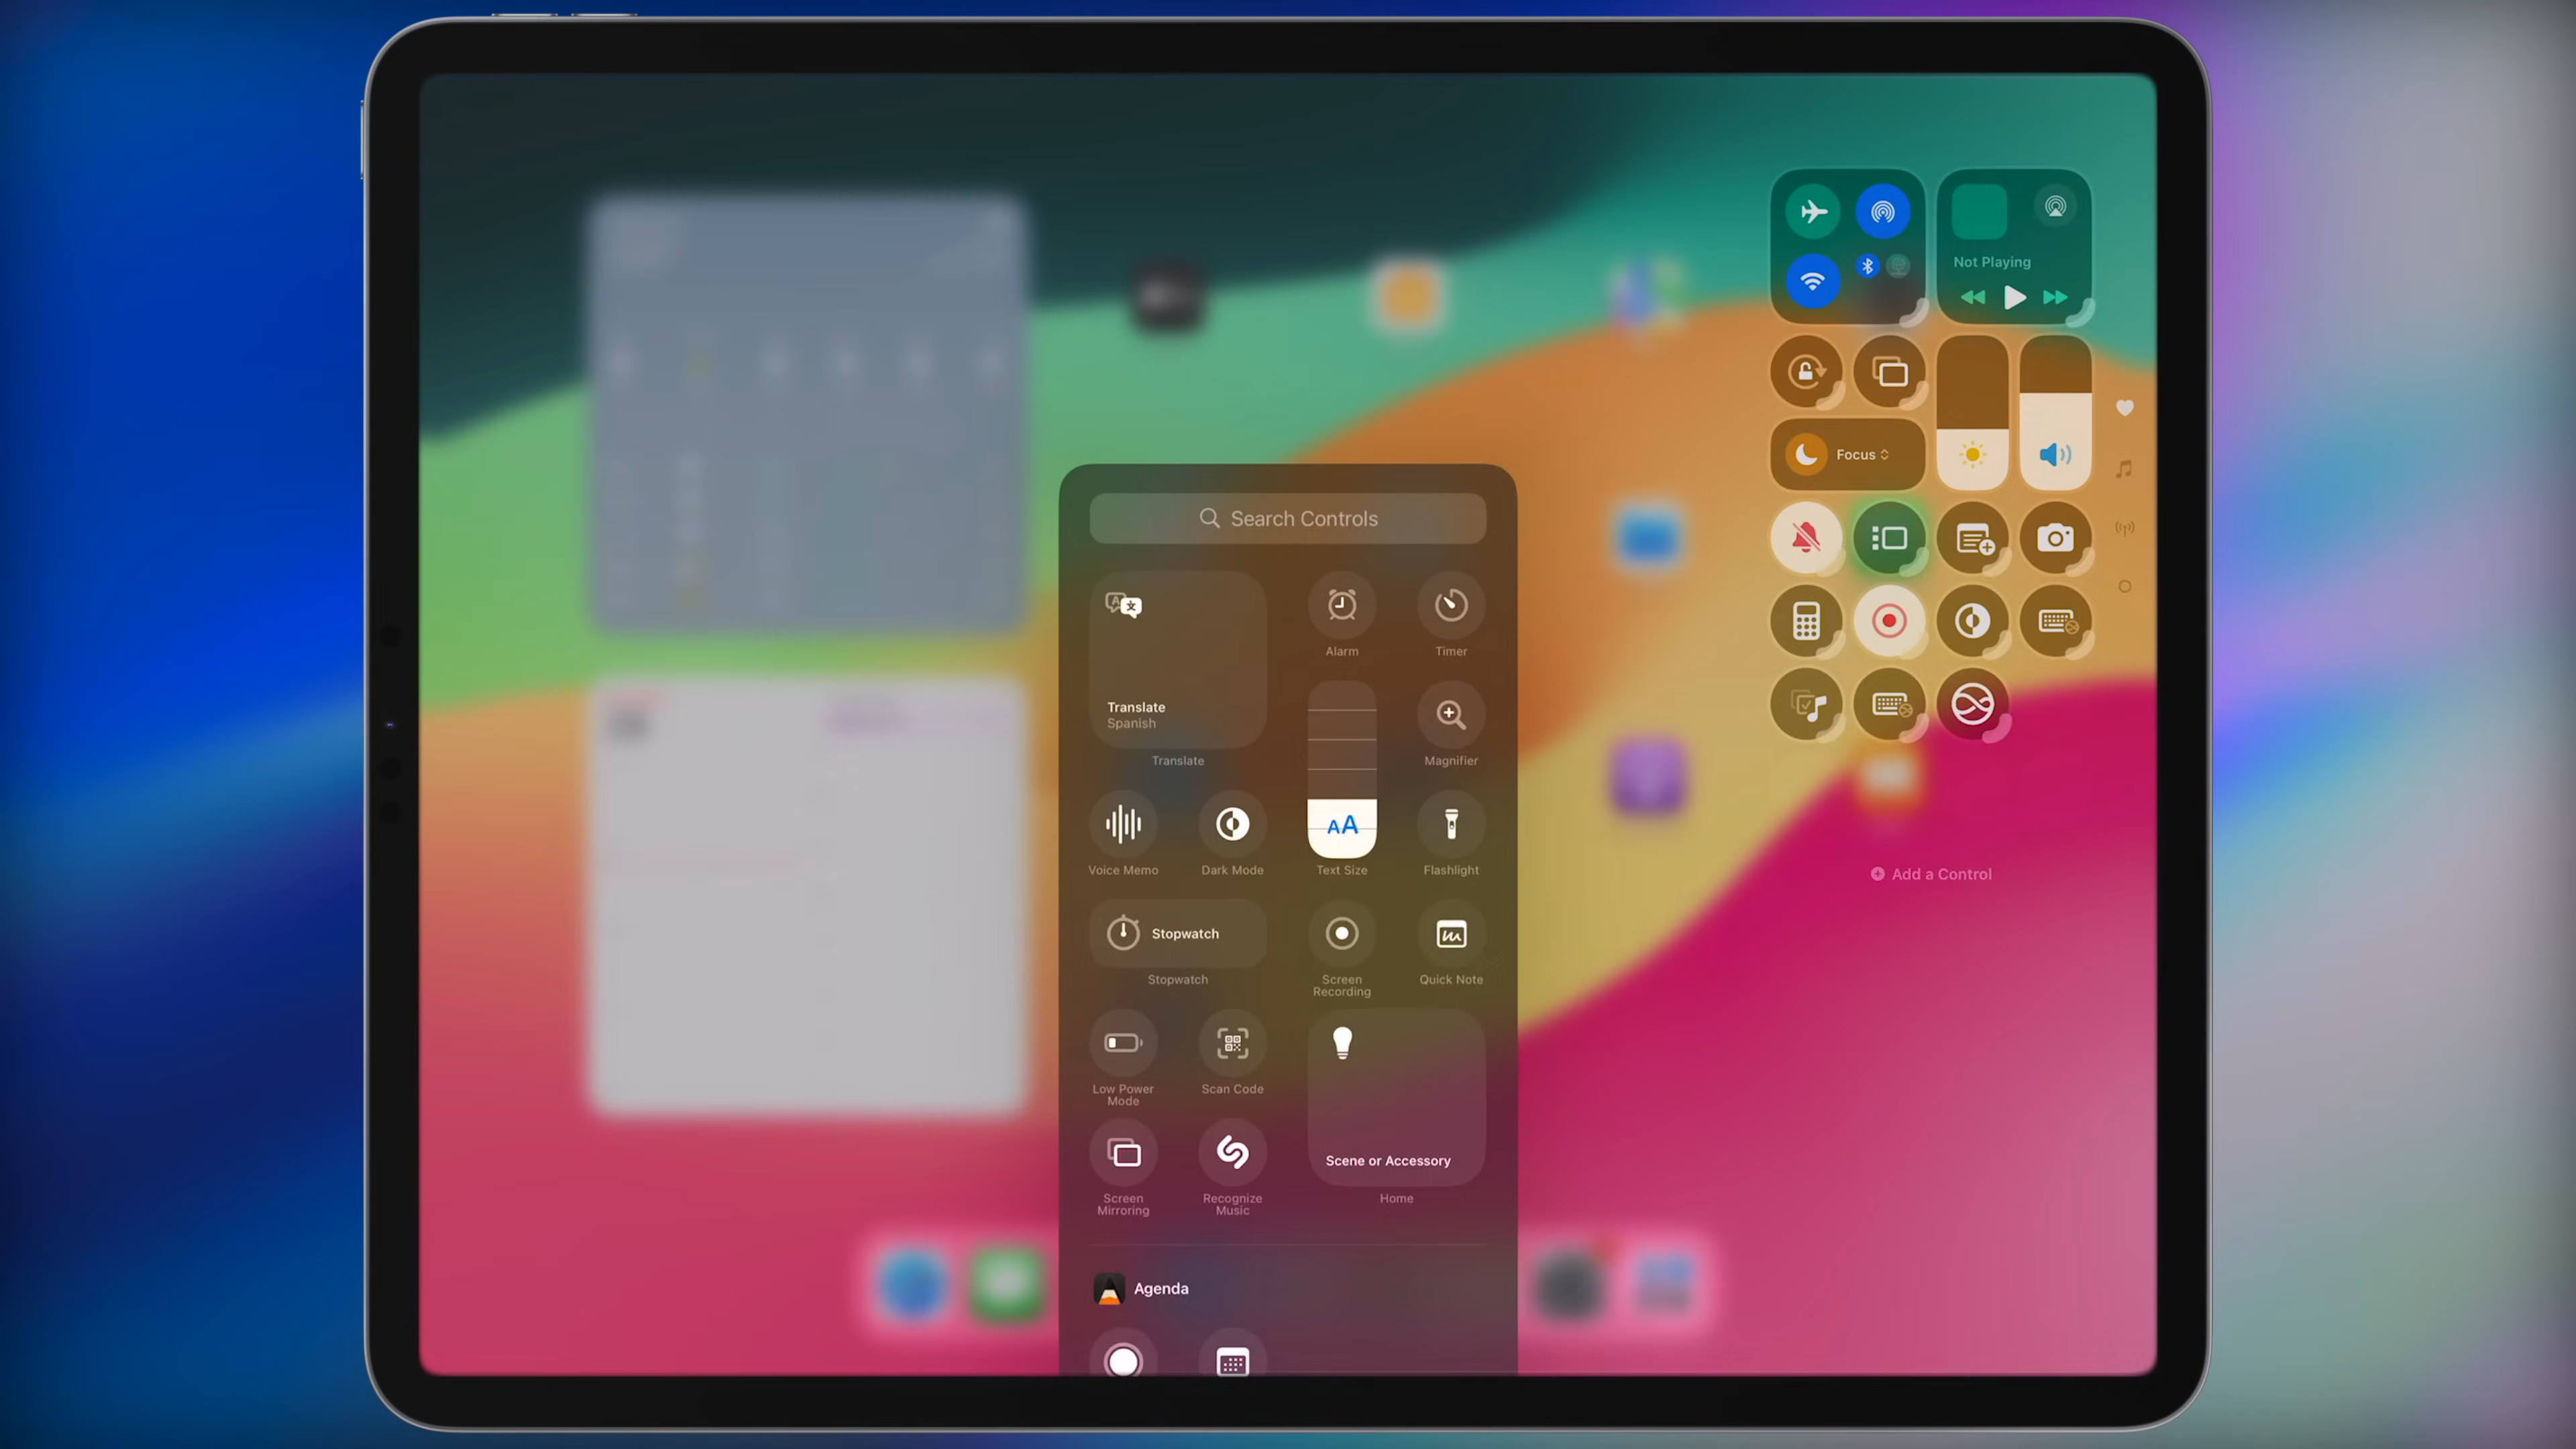 Not Playing
Focus
Search Controls
Alarm
Timer
Translate
Spanish
Translate
Magnifier
AA
Voice Memo
Dark Mode
Text Size
Flashlight
Add a Control
Stopwatch
Stopwatch
Screen
Recording
Quick Note
Low Power
Mode
Scan Code
Scene or Accessory
Screen
Mirroring
Recognize
Music
Home
Agenda